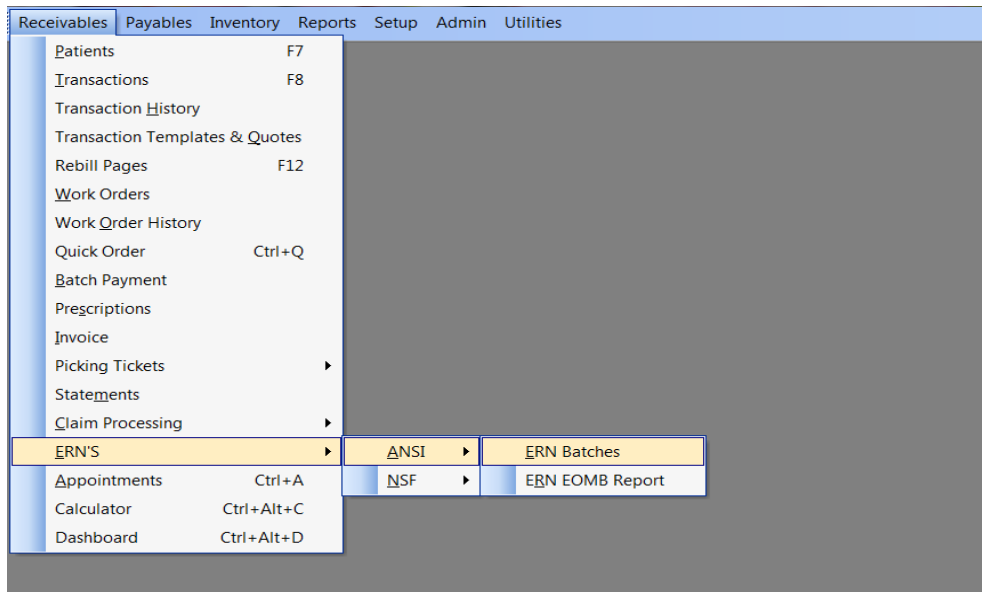 Receivables Payables Inventory Reports Setup Admin Utilities
Patients F7
Transactions F8
Transaction History
Transaction Templates & Quotes
Rebill Pages F12
Work Orders
Work Order History
Quick Order Ctrl+Q
Batch Payment
Prescriptions
Invoice
Picking Tickets
Statements
Claim Processing
ERN'S ANSI ERN Batches
Appointments Ctrl+A NSF ERN EOMB Report
Calculator Ctrl+Alt+C
Dashboard Ctrl+Alt+D